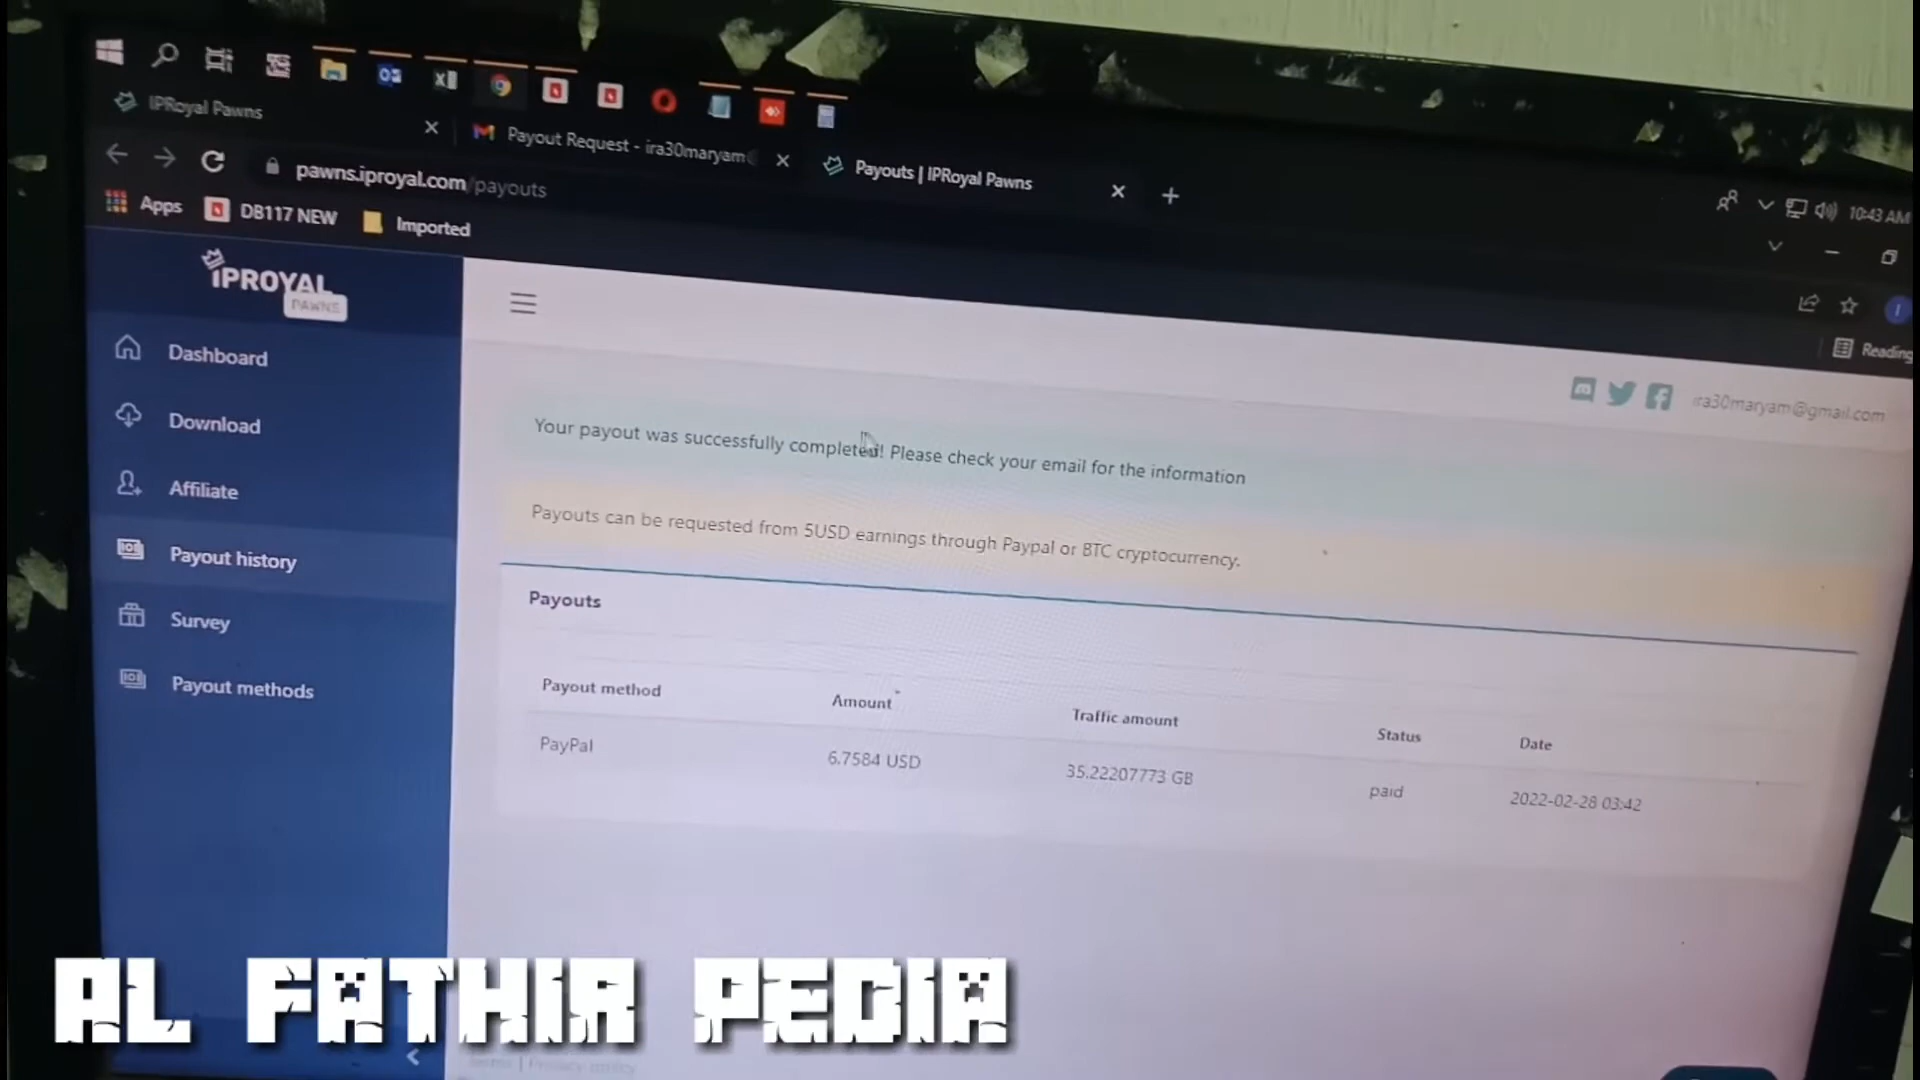 IPRoyal Pawns
Payout Request - ira30maryam@
Payouts | IPRoyal Pawns
10:43 AM
pawns.iproyal.com/payouts
Apps
DB117 NEW
Imported
Reading
IPROYAL
PAWNS
ira30maryam@gmail.com
Dashboard
Download
Affiliate
Payout history
Survey
Payout methods
Your payout was successfully completed! Please check your email for the information
Payouts can be requested from 5USD earnings through Paypal or BTC cryptocurrency.
Payouts
Payout method Amount Traffic amount Status Date
PayPal 6.7584 USD 35.22207773 GB paid 2022-02-28 03:42
AL FATHIR PEDIA
Terms | Privacy policy